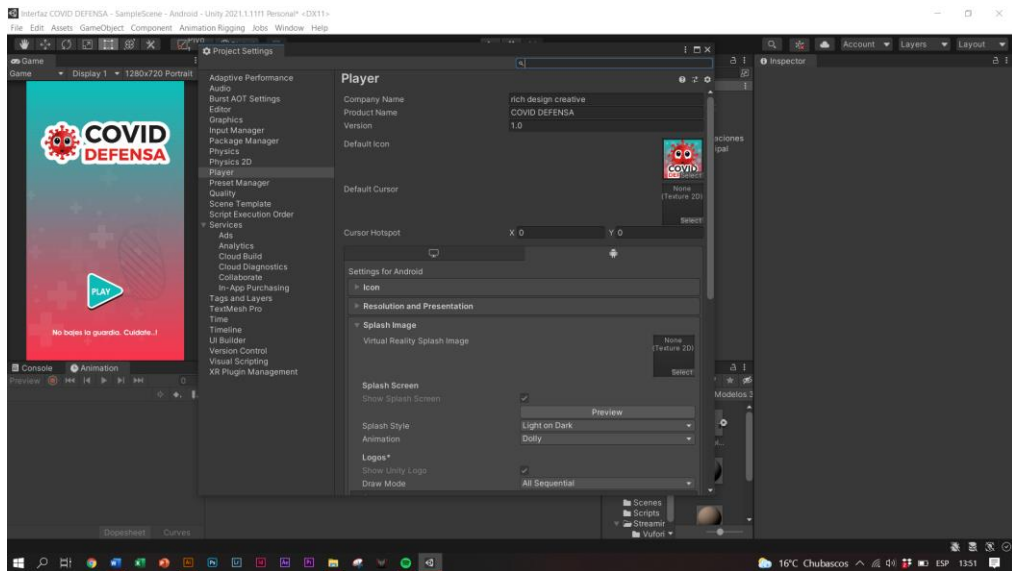 Interfaz COVID DEFENSA - SampleScene - Android - Unity 2021.1.11f1 Personal* <DX11>
File Edit Assets GameObject Component Animation Rigging Jobs Window Help
Account Layers Layout
Project Settings
Game
Inspector
Game Display 1 1280x720 Portrait
COVID
DEFENSA
PLAY
No bajes la guardia. Cuidate..!
Adaptive Performance
Audio
Burst AOT Settings
Editor
Graphics
Input Manager
Package Manager
Physics
Physics 2D
Player
Preset Manager
Quality
Scene Template
Script Execution Order
Services
Ads
Analytics
Cloud Build
Cloud Diagnostics
Collaborate
In-App Purchasing
Tags and Layers
TextMesh Pro
Time
Timeline
UI Builder
Version Control
Visual Scripting
XR Plugin Management
Player
Company Name rich design creative
Product Name COVID DEFENSA
Version 1.0
Default Icon
COVID
Select
Default Cursor
None
(Texture 2D)
Select
Cursor Hotspot X 0 Y 0
Settings for Android
Icon
Resolution and Presentation
Splash Image
Virtual Reality Splash Image
None
(Texture 2D)
Select
Splash Screen
Show Splash Screen
Preview
Splash Style Light on Dark
Animation Dolly
Logos*
Show Unity Logo
Draw Mode All Sequential
aciones
ipal
Console Animation
Preview 0
Modelos 3
Scenes
Scripts
Streamir
Vufori
Dopesheet Curves
16°C Chubascos ESP 13:51